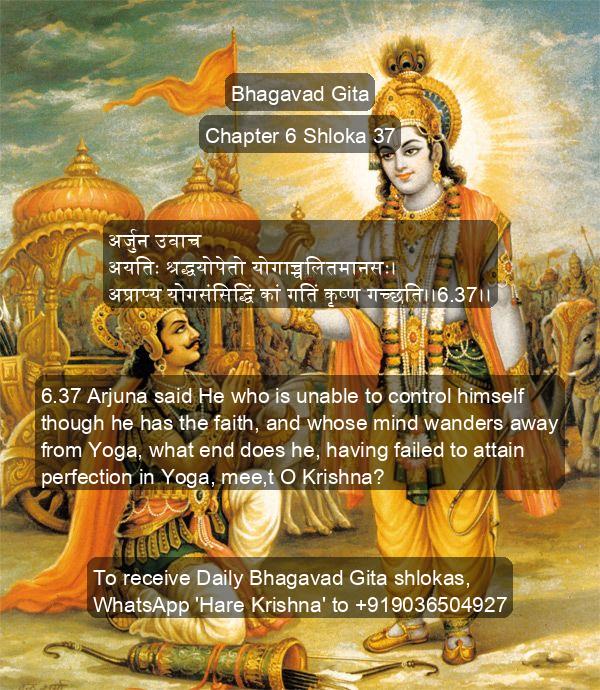 Bhagavad Gita
Chapter 6 Shloka 37
अर्जुन उवाच
अयतिः श्रद्धयोपेतो योगाच्चलितमानसः।
अप्राप्य योगसंसिद्धिं कां गतिं कृष्ण गच्छति।।6.37।।
6.37 Arjuna said He who is unable to control himself
though he has the faith, and whose mind wanders away
from Yoga, what end does he, having failed to attain
perfection in Yoga, mee,t O Krishna?
To receive Daily Bhagavad Gita shlokas,
WhatsApp 'Hare Krishna' to +919036504927